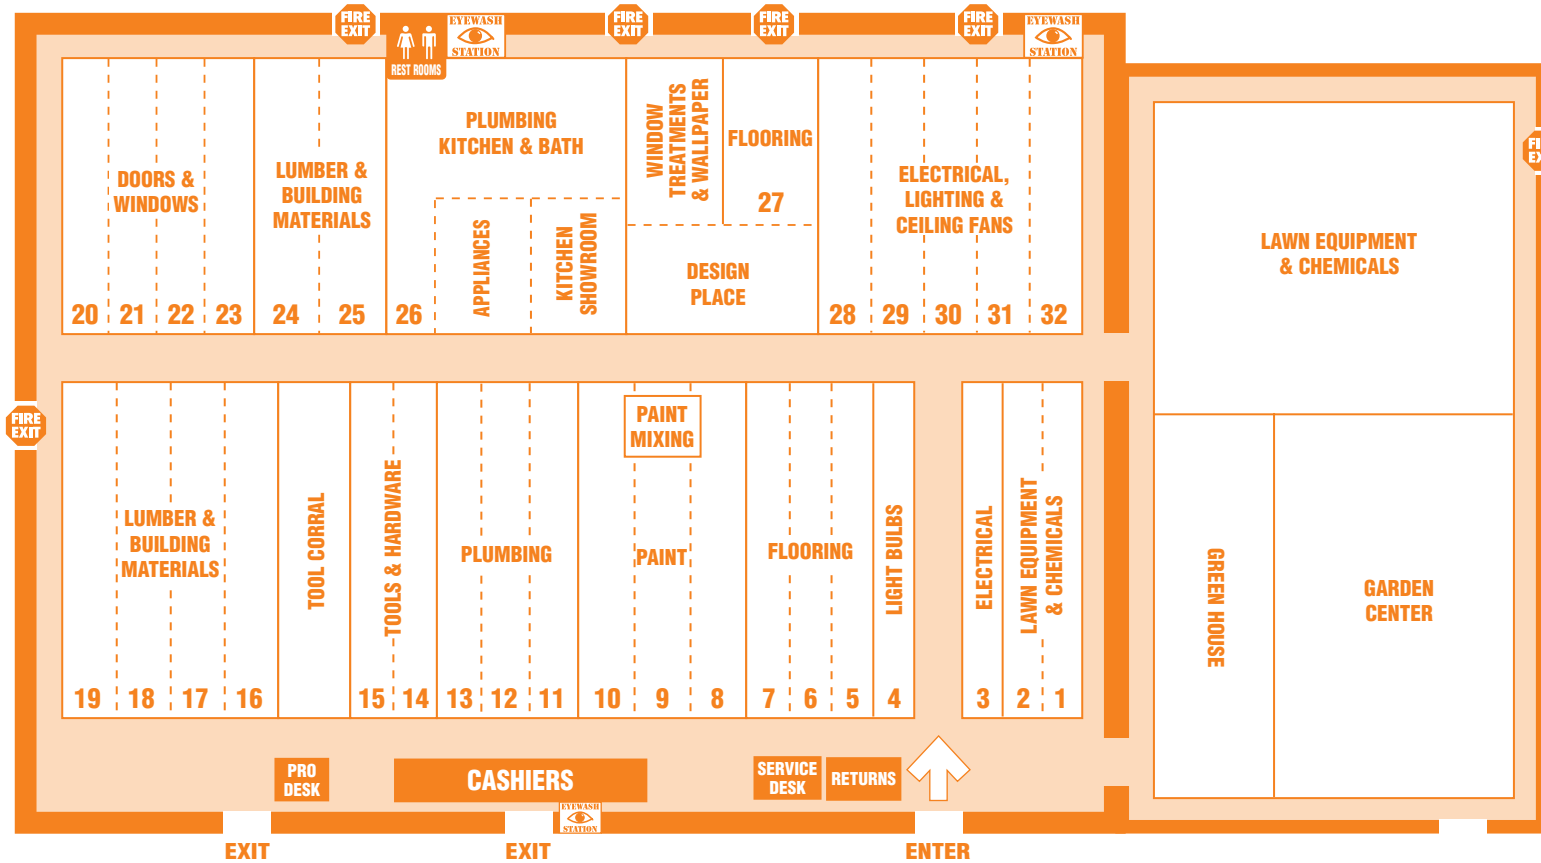 FIRE
EXIT
EYEWASH
STATION
FIRE
EXIT
FIRE
EXIT
FIRE
EXIT
EYEWASH
STATION
REST ROOMS
DOORS &
WINDOWS
20 21 22 23
LUMBER &
BUILDING
MATERIALS
24 25
PLUMBING
KITCHEN & BATH
26
APPLIANCES
KITCHEN
SHOWROOM
WINDOW
TREATMENTS
& WALLPAPER
FLOORING
27
DESIGN
PLACE
ELECTRICAL,
LIGHTING &
CEILING FANS
28 29 30 31 32
LAWN EQUIPMENT
& CHEMICALS
FIRE
EXIT
LUMBER &
BUILDING
MATERIALS
19 18 17 16
TOOL CORRAL
TOOLS & HARDWARE
15 14
PLUMBING
13 12 11
PAINT
MIXING
PAINT
10 9 8
FLOORING
7 6 5
LIGHT BULBS
4
ELECTRICAL
3
LAWN EQUIPMENT
& CHEMICALS
2 1
GREEN HOUSE
GARDEN
CENTER
PRO
DESK
CASHIERS
SERVICE
DESK
RETURNS
EYEWASH
STATION
EXIT
EXIT
ENTER